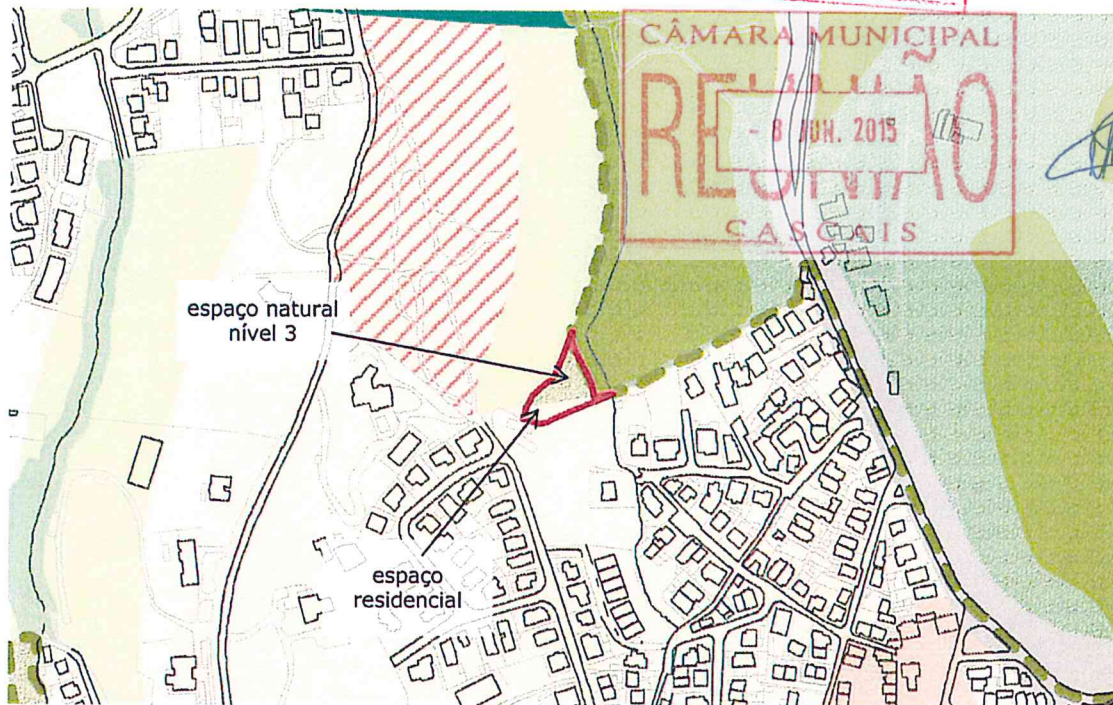 CÂMARA MUNICIPAL
REUNIÃO
- 8 JUN. 2015
CASCAIS
espaço natural
nível 3
espaço
residencial